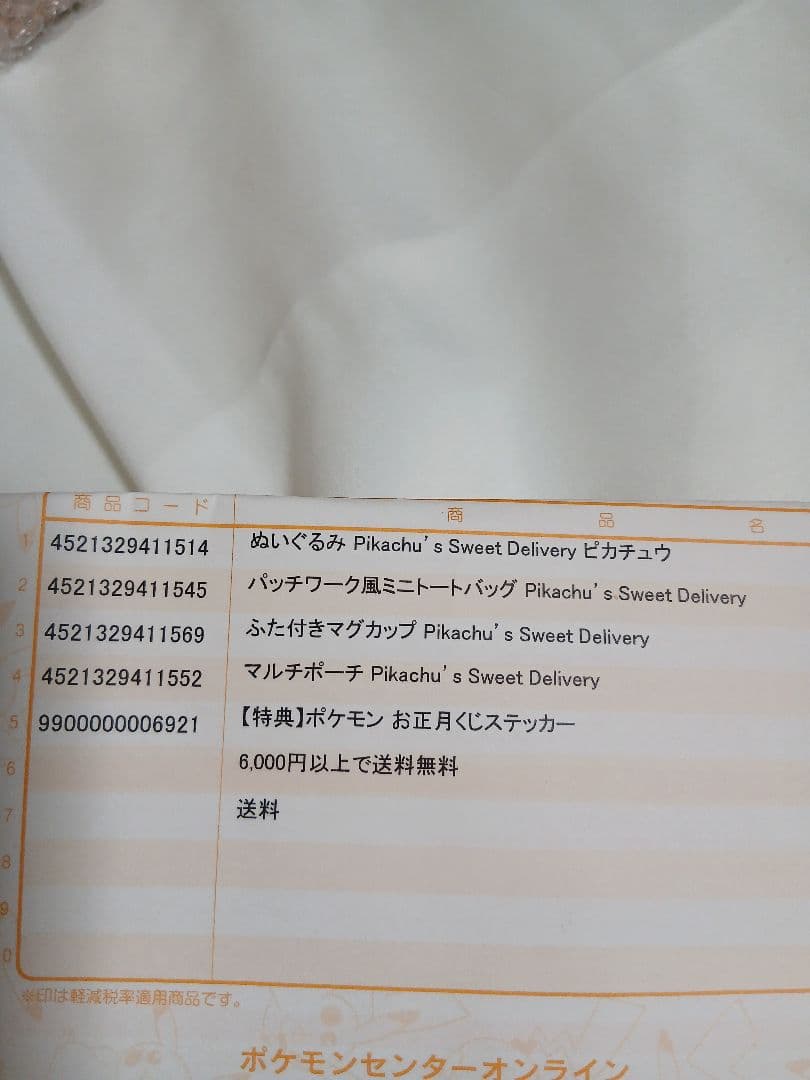 商品コード 商品名
1 4521329411514 ぬいぐるみ Pikachu's Sweet Delivery ピカチュウ
2 4521329411545 パッチワーク風ミニトートバッグ Pikachu's Sweet Delivery
3 4521329411569 ふた付きマグカップ Pikachu's Sweet Delivery
4 4521329411552 マルチポーチ Pikachu's Sweet Delivery
5 9900000006921 【特典】ポケモン お正月くじステッカー
6 6,000円以上で送料無料
7 送料
8
9
0
※印は軽減税率適用商品です。
ポケモンセンターオンライン